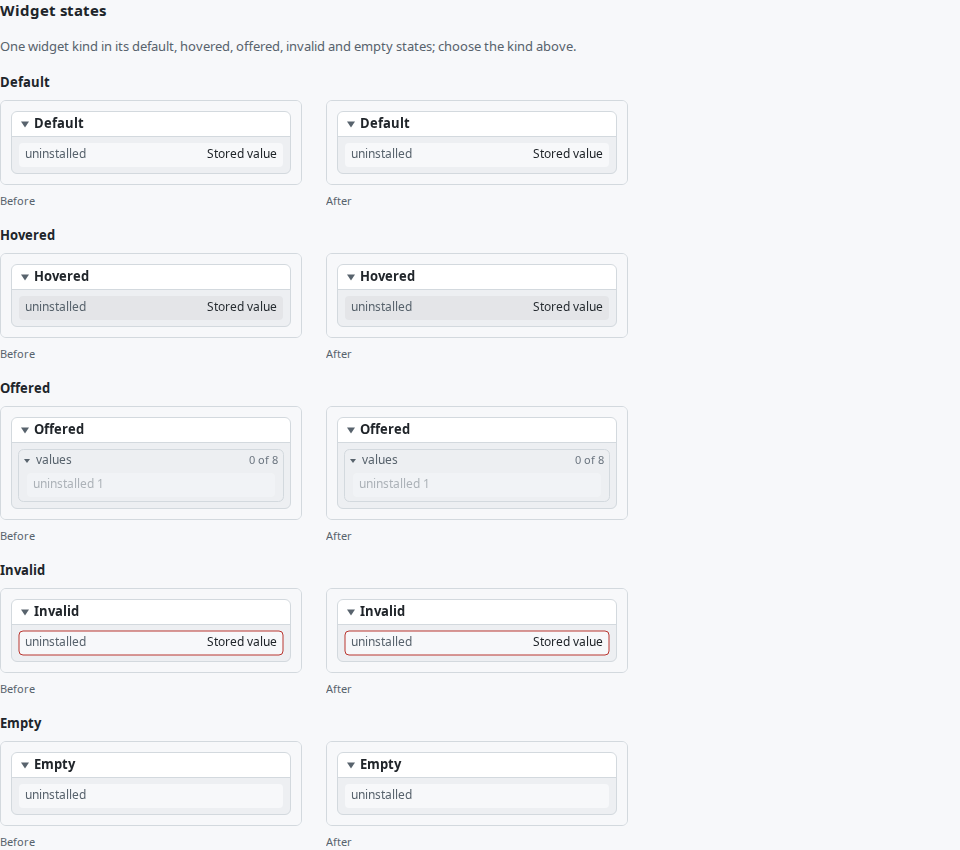 Widget states
One widget kind in its default, hovered, offered, invalid and empty states; choose the kind above.
Default
Default
uninstalled Stored value
Before
Default
uninstalled Stored value
After
Hovered
Hovered
uninstalled Stored value
Before
Hovered
uninstalled Stored value
After
Offered
Offered
values 0 of 8
uninstalled 1
Before
Offered
values 0 of 8
uninstalled 1
After
Invalid
Invalid
uninstalled Stored value
Before
Invalid
uninstalled Stored value
After
Empty
Empty
uninstalled
Before
Empty
uninstalled
After